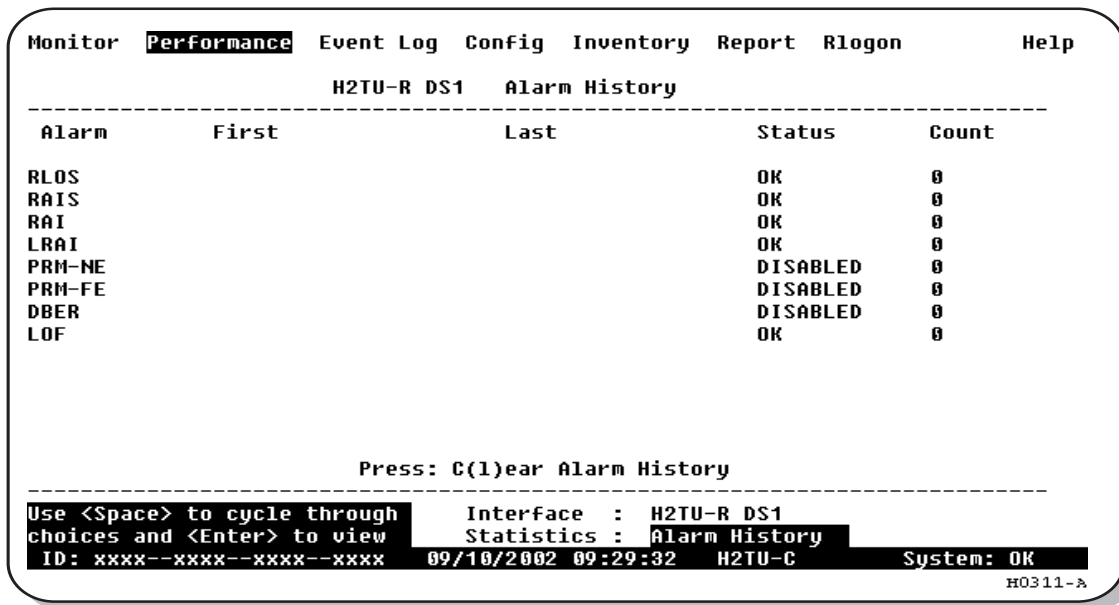 Monitor Performance Event Log Config Inventory Report Rlogon Help
H2TU-R DS1 Alarm History
Alarm First Last Status Count
RLOS OK 0
RAIS OK 0
RAI OK 0
LRAI OK 0
PRM-NE DISABLED 0
PRM-FE DISABLED 0
DBER DISABLED 0
LOF OK 0
Press: C(l)ear Alarm History
Use <Space> to cycle through Interface : H2TU-R DS1
choices and <Enter> to view Statistics : Alarm History
ID: xxxx--xxxx--xxxx--xxxx 09/10/2002 09:29:32 H2TU-C System: OK
H0311-A